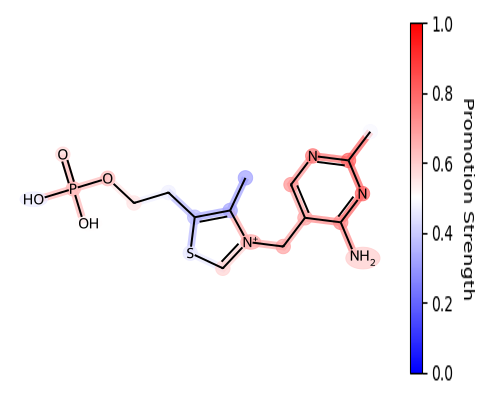 1.0
0.8
0.6
0.4
0.2
0.0
Promotion Strength
O
HO
P
O
OH
S
N+
N
N
NH2